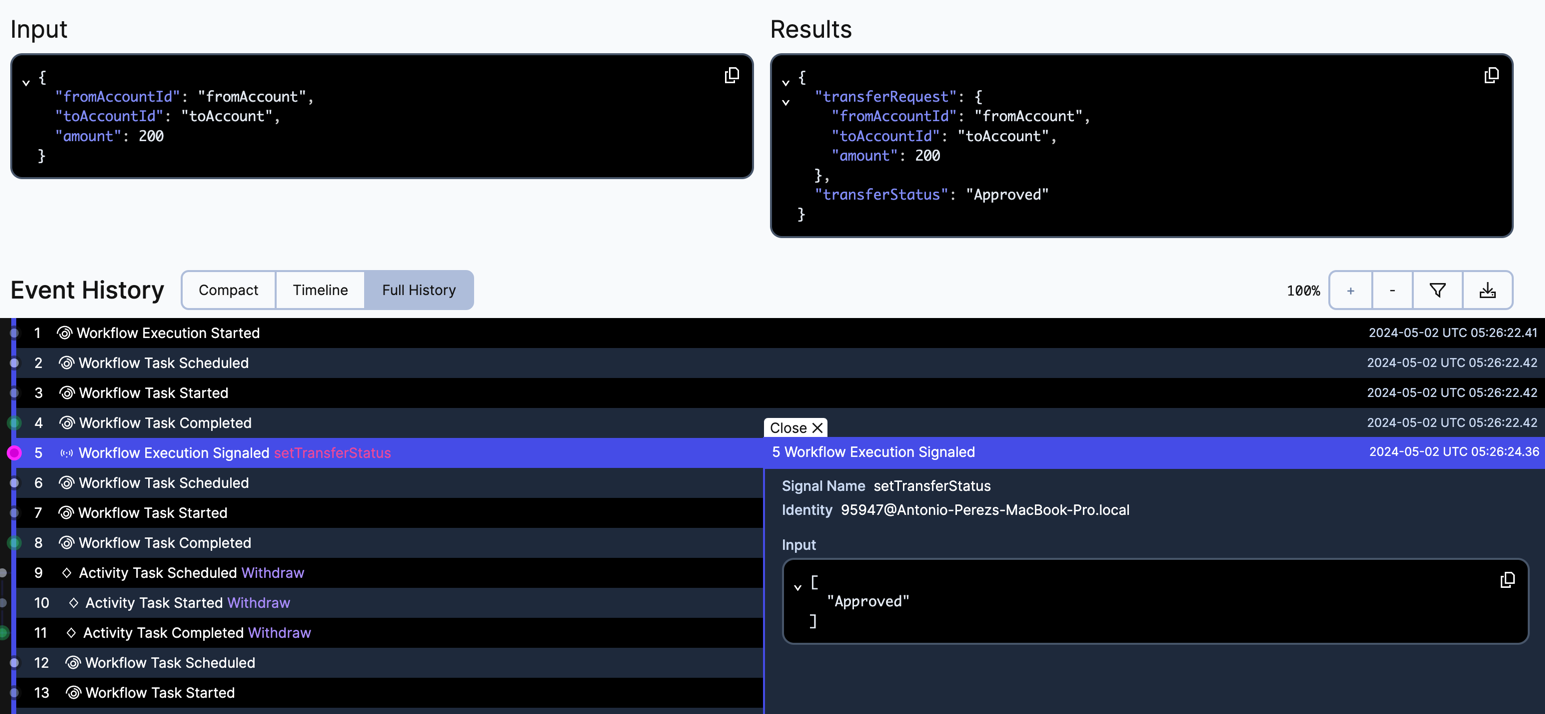 Input
{
"fromAccountId": "fromAccount",
"toAccountId": "toAccount",
"amount": 200
}
Results
{
"transferRequest": {
"fromAccountId": "fromAccount",
"toAccountId": "toAccount",
"amount": 200
},
"transferStatus": "Approved"
}
Event History Compact Timeline Full History 100% + -
1 Workflow Execution Started 2024-05-02 UTC 05:26:22.41
2 Workflow Task Scheduled 2024-05-02 UTC 05:26:22.42
3 Workflow Task Started 2024-05-02 UTC 05:26:22.42
4 Workflow Task Completed 2024-05-02 UTC 05:26:22.42
5 Workflow Execution Signaled setTransferStatus
6 Workflow Task Scheduled
7 Workflow Task Started
8 Workflow Task Completed
9 Activity Task Scheduled Withdraw
10 Activity Task Started Withdraw
11 Activity Task Completed Withdraw
12 Workflow Task Scheduled
13 Workflow Task Started
Close X
5 Workflow Execution Signaled 2024-05-02 UTC 05:26:24.36
Signal Name setTransferStatus
Identity 95947@Antonio-Perezs-MacBook-Pro.local
Input
[
"Approved"
]